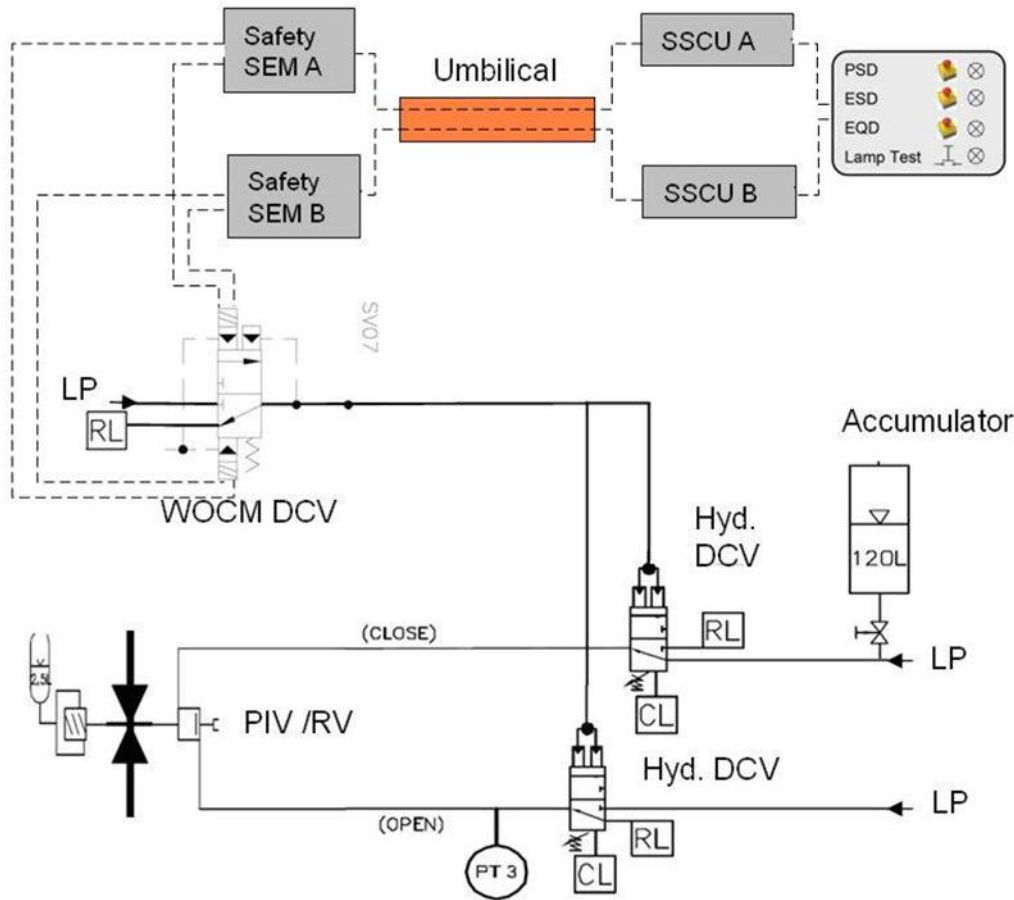 Safety
SEM A
Umbilical
SSCU A
PSD
ESD
EQD
Lamp Test
Safety
SEM B
SSCU B
SV07
LP
RL
WOCM DCV
Accumulator
120L
Hyd.
DCV
(CLOSE)
RL
LP
2,5L
CL
PIV /RV
Hyd. DCV
LP
(OPEN)
RL
PT 3
CL